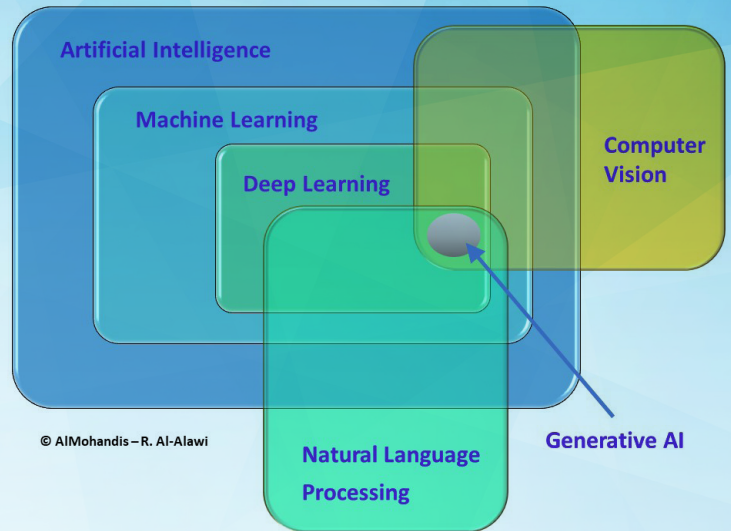 Artificial Intelligence
Machine Learning
Computer
Vision
Deep Learning
© AlMohandis – R. Al-Alawi
Generative AI
Natural Language
Processing